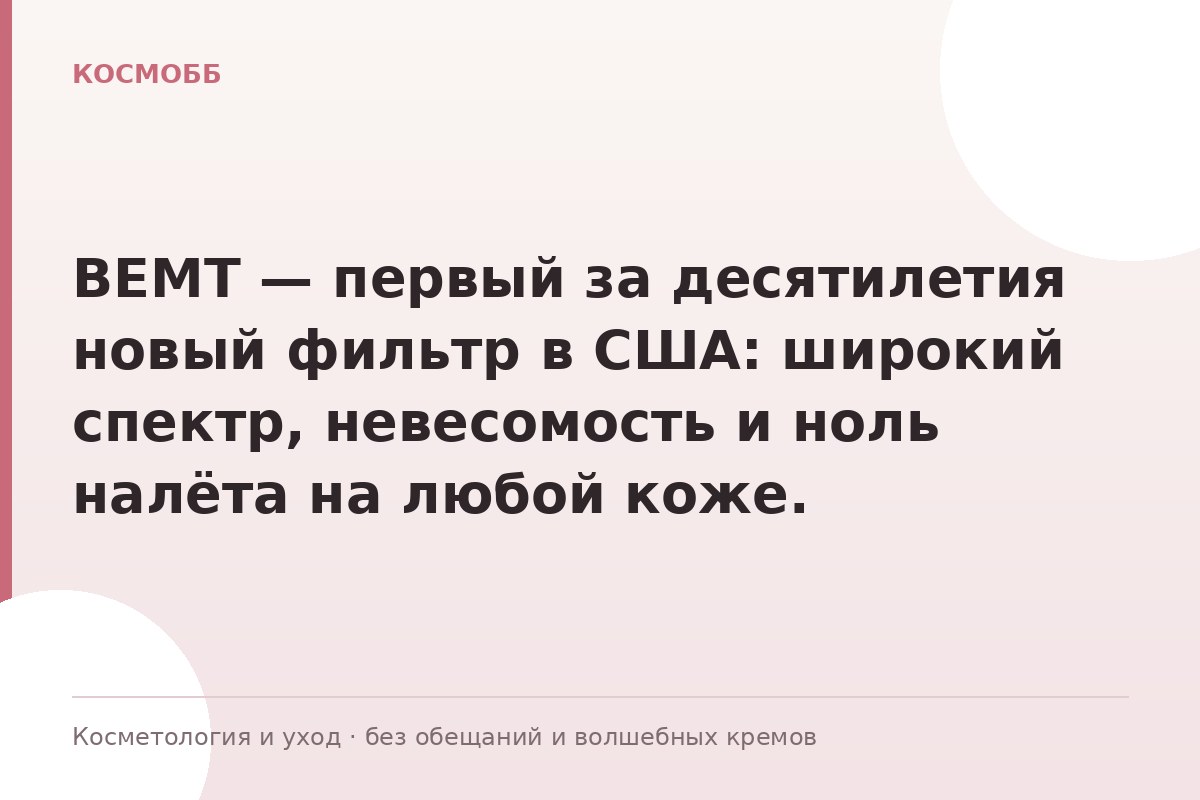 КОСМОББ
BEMT — первый за десятилетия
новый фильтр в США: широкий
спектр, невесомость и ноль
налёта на любой коже.
Косметология и уход · без обещаний и волшебных кремов